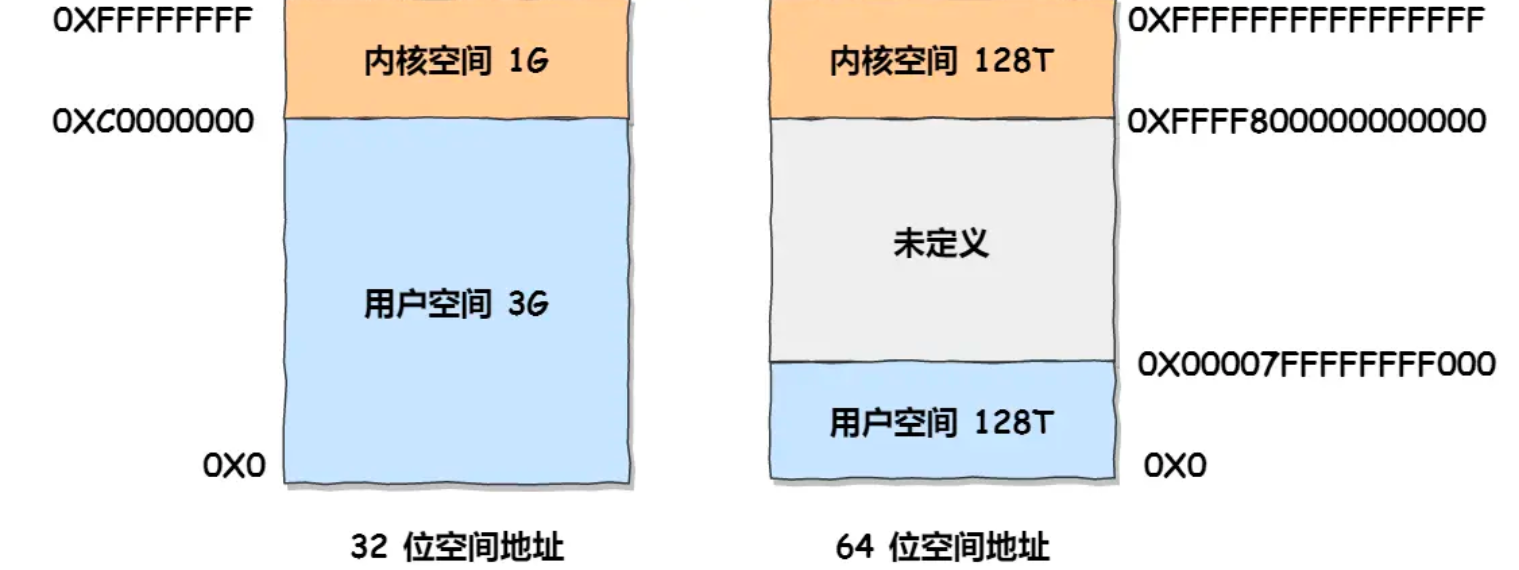 0XFFFFFFFF
内核空间 1G
0XC0000000
用户空间 3G
0X0
32 位空间地址
0XFFFFFFFFFFFFFFFF
内核空间 128T
0XFFFF800000000000
未定义
0X00007FFFFFFFF000
用户空间 128T
0X0
64 位空间地址